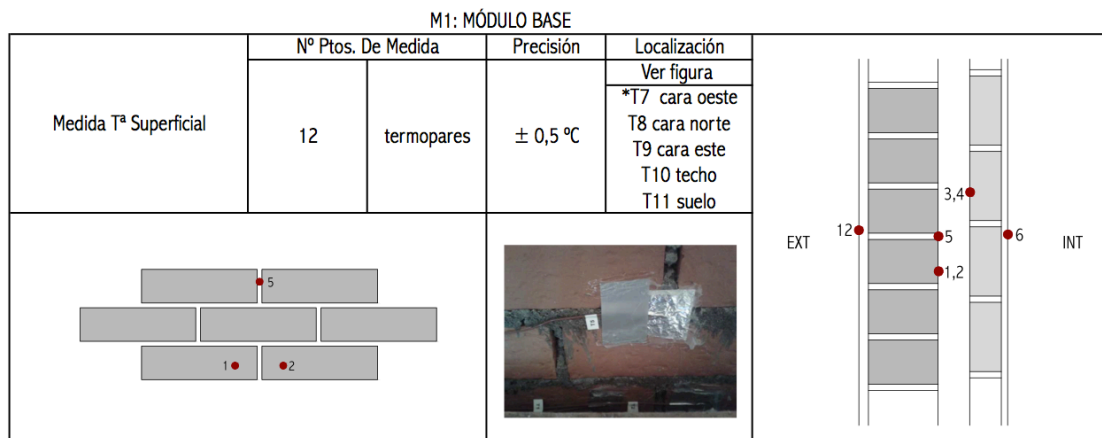 M1: MÓDULO BASE
Nº Ptos. De Medida
Precisión
Localización
Medida Tª Superficial
12
termopares
± 0,5 ºC
Ver figura
*T7 cara oeste
T8 cara norte
T9 cara este
T10 techo
T11 suelo
5
1
2
EXT
12
3,4
5
1,2
6
INT